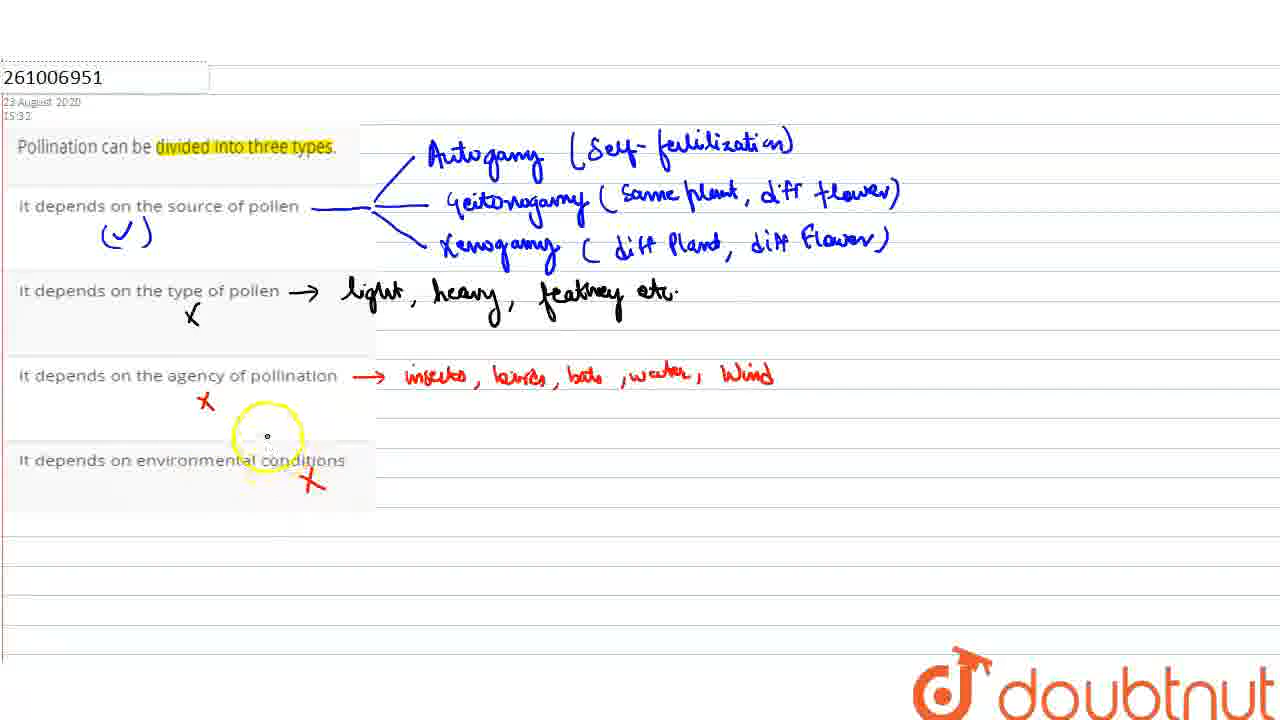 261006951
23 August 2020
15:32
Pollination can be divided into three types.
Autogamy (Self-fertilization)
It depends on the source of pollen
Geitonogamy (same plant, diff flower)
(✓)
Xenogamy (diff Plant, diff Flower)
It depends on the type of pollen → light, heavy, feathey etc.
X
It depends on the agency of pollination → insects, birds, bats, water, Wind
x
It depends on environmental conditions
X
doubtnut